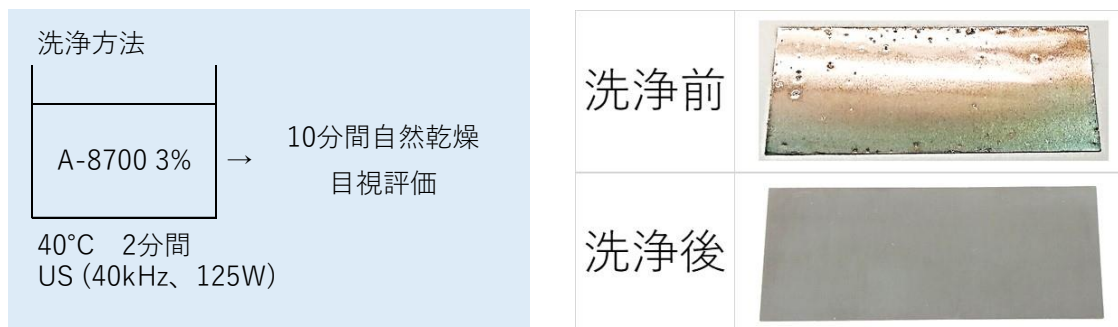 洗浄方法
A-8700 3%
→
10分間自然乾燥
目視評価
40°C　2分間
US (40kHz、125W)
洗浄前
洗浄後